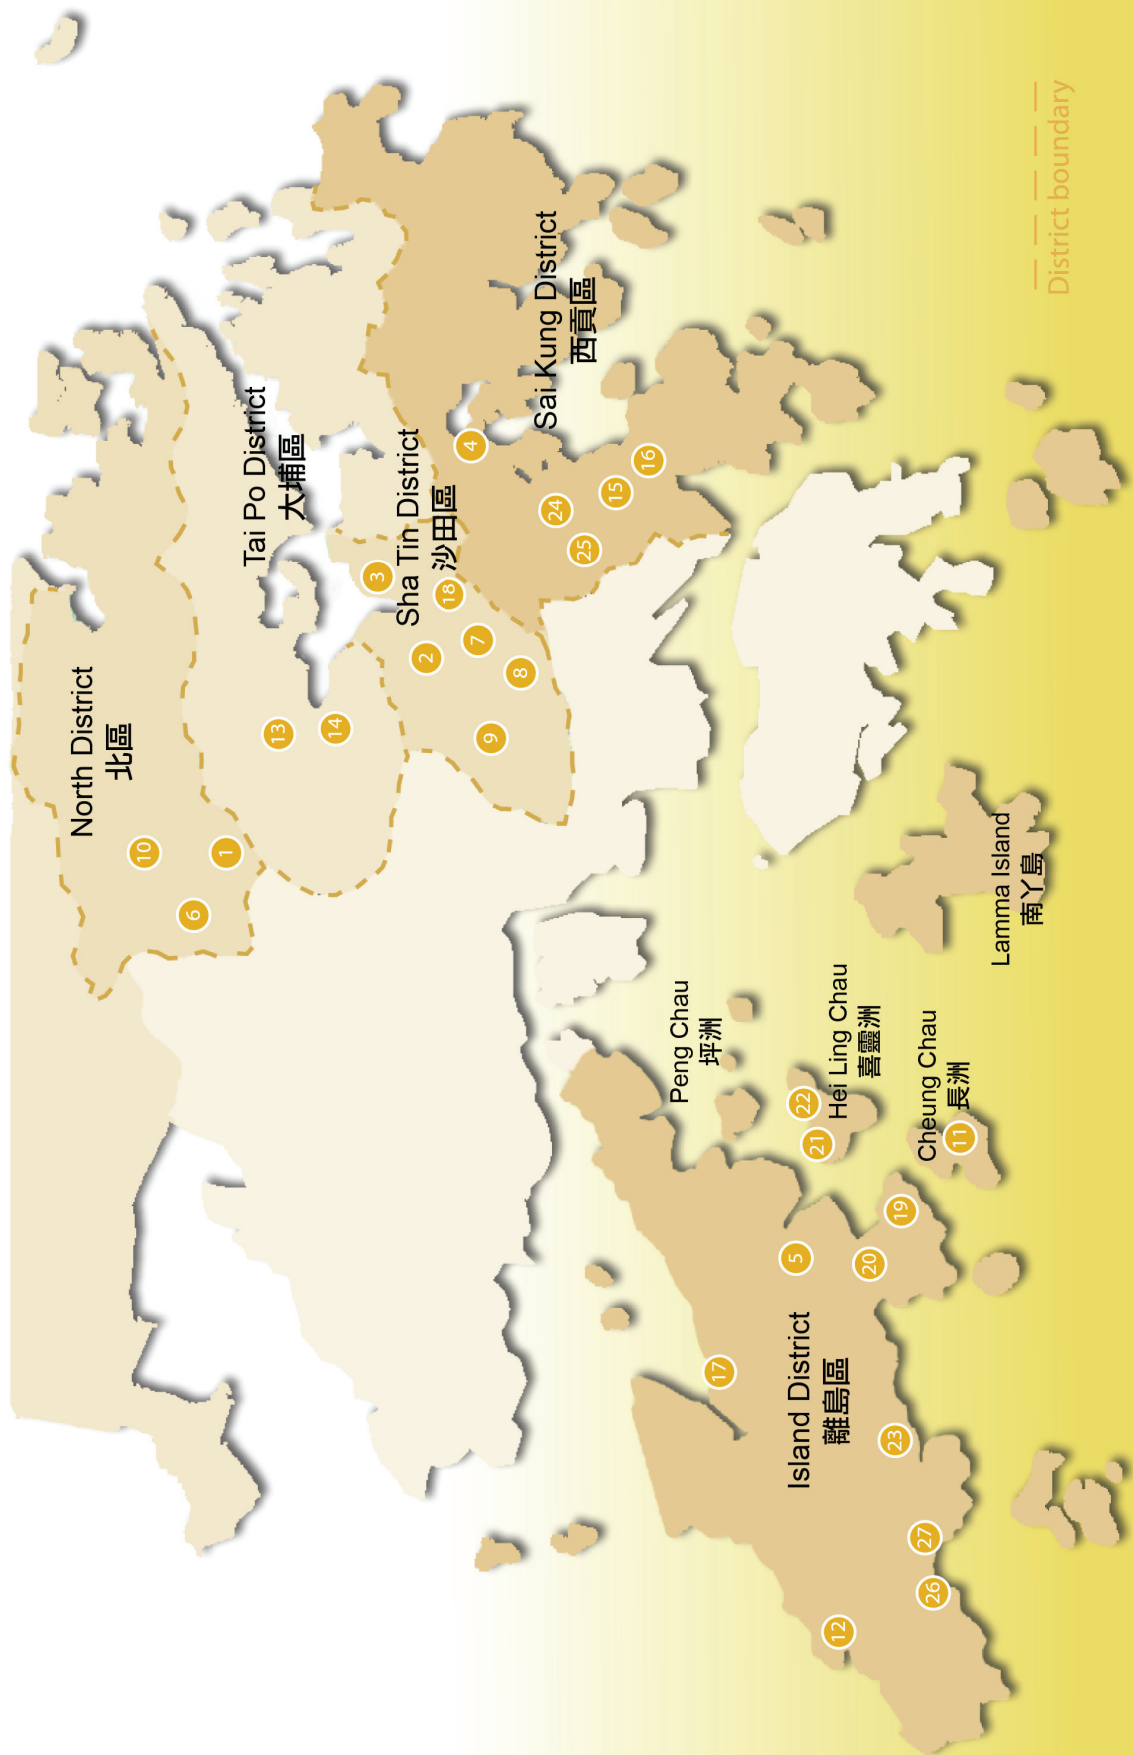 North District
北區
10
6
1
Tai Po District
大埔區
13
14
3
Sha Tin District
沙田區
2
18
7
9
8
4
Sai Kung District
西貢區
24
25
15
16
Peng Chau
坪洲
17
Island District
離島區
5
22
21
Hei Ling Chau
喜靈洲
12
20
23
19
Cheung Chau
長洲
11
27
26
Lamma Island
南丫島
District boundary